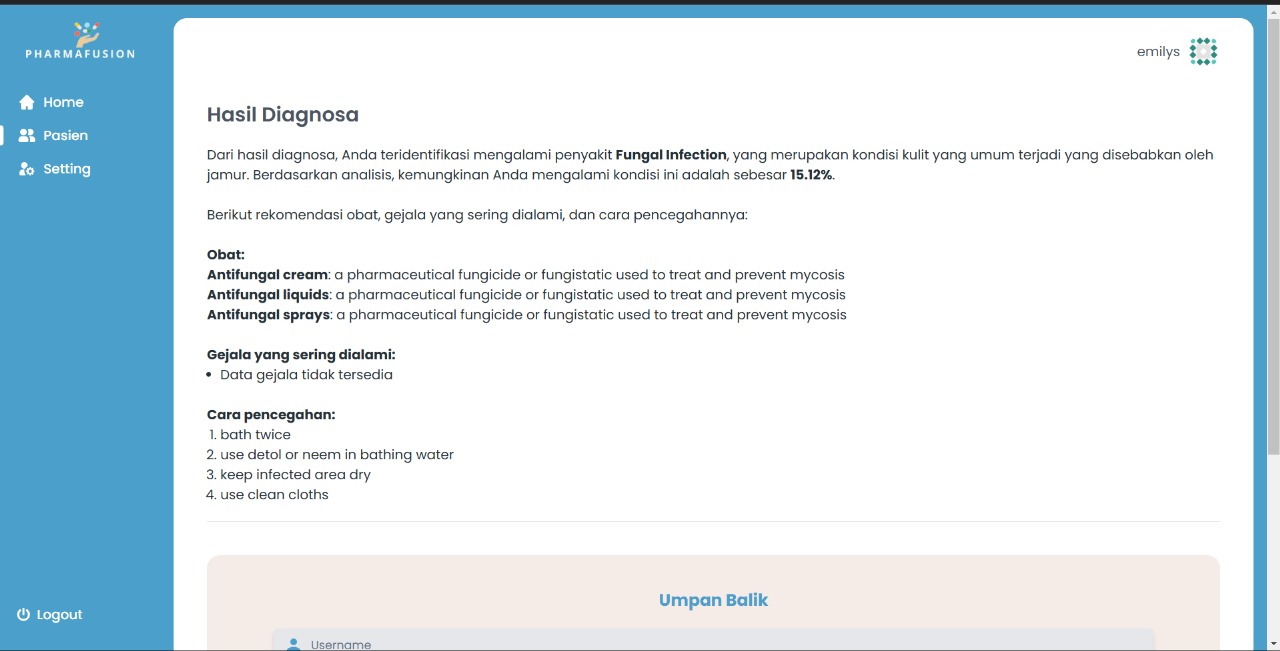 PHARMAFUSION
Home
Pasien
Setting
Logout
emilys
Hasil Diagnosa
Dari hasil diagnosa, Anda teridentifikasi mengalami penyakit Fungal Infection, yang merupakan kondisi kulit yang umum terjadi yang disebabkan oleh
jamur. Berdasarkan analisis, kemungkinan Anda mengalami kondisi ini adalah sebesar 15.12%.
Berikut rekomendasi obat, gejala yang sering dialami, dan cara pencegahannya:
Obat:
Antifungal cream: a pharmaceutical fungicide or fungistatic used to treat and prevent mycosis
Antifungal liquids: a pharmaceutical fungicide or fungistatic used to treat and prevent mycosis
Antifungal sprays: a pharmaceutical fungicide or fungistatic used to treat and prevent mycosis
Gejala yang sering dialami:
• Data gejala tidak tersedia
Cara pencegahan:
1. bath twice
2. use detol or neem in bathing water
3. keep infected area dry
4. use clean cloths
Umpan Balik
Username